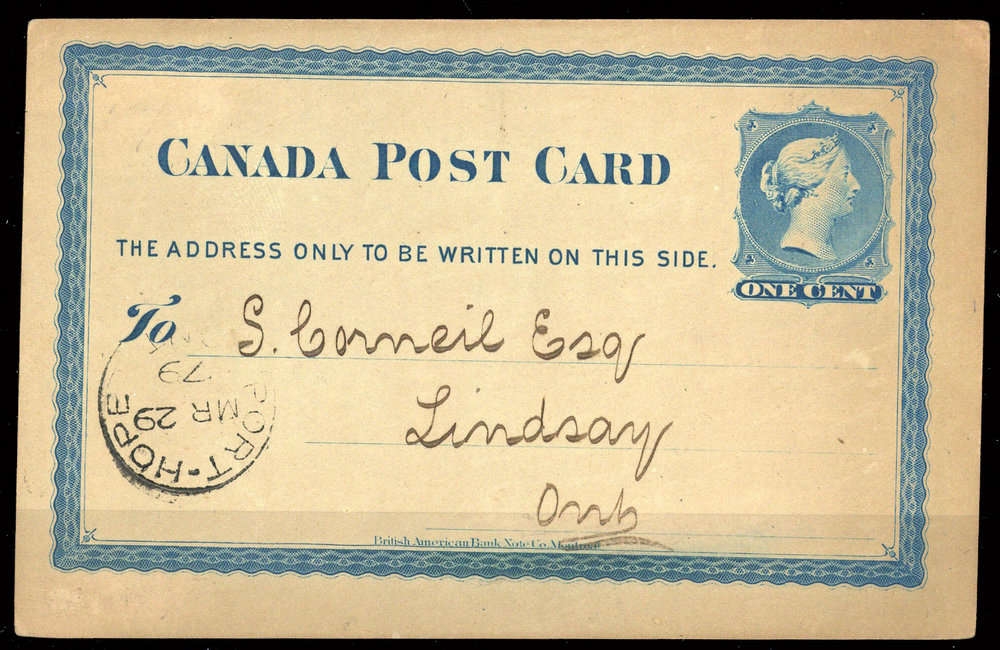 CANADA POST CARD
THE ADDRESS ONLY TO BE WRITTEN ON THIS SIDE.
ONE CENT
To S. Corneil Esq
Lindsay
Ont
PORT-HOPE
MR 29
79
British American Bank Note Co. Montreal